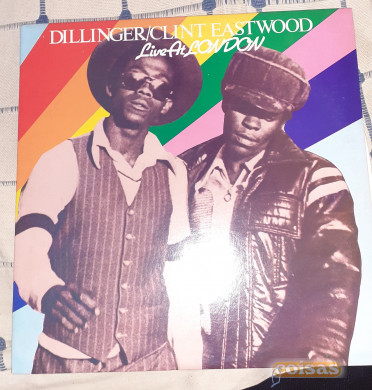 DILLINGER/CLINT EASTWOOD
Live At LONDON
coisas